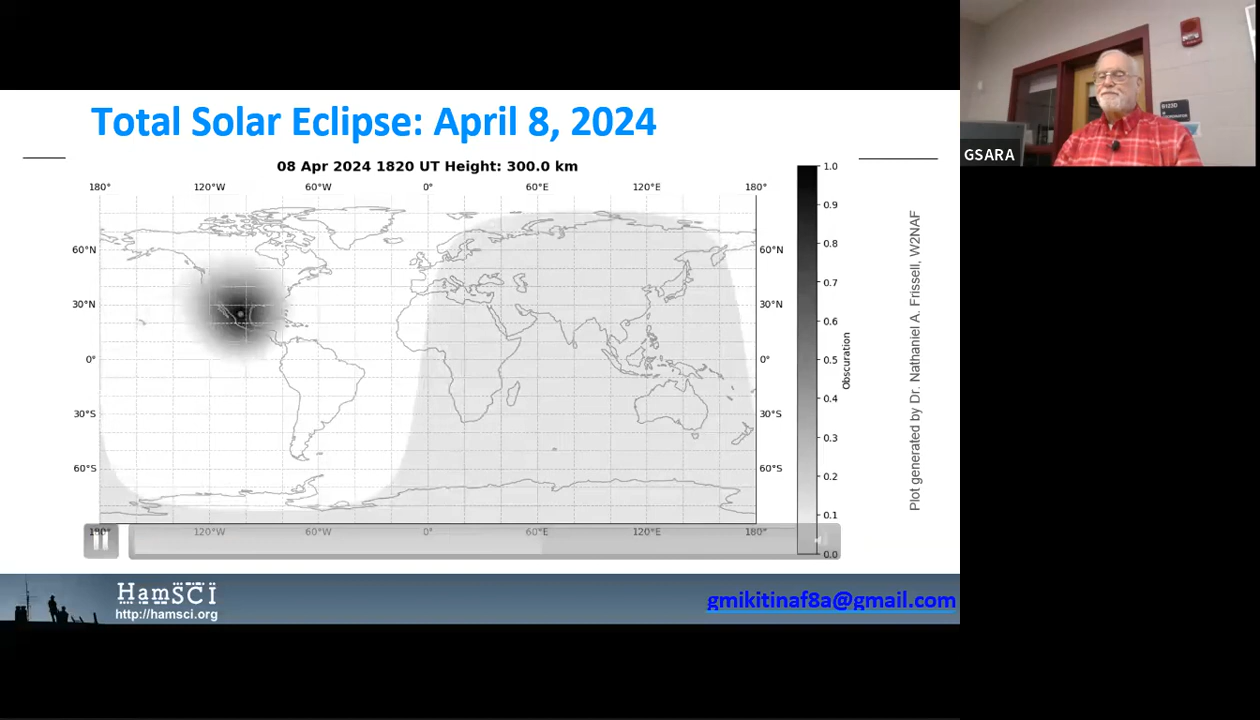 Total Solar Eclipse: April 8, 2024
08 Apr 2024 1820 UT Height: 300.0 km
180° 120°W 60°W 0° 60°E 120°E 180°
60°N 60°N
30°N 30°N
0° 0°
30°S 30°S
60°S 60°S
180° 120°W 60°W 0° 60°E 120°E 180°
1.0
0.9
0.8
0.7
0.6
0.5
0.4
0.3
0.2
0.1
0.0
Obscuration
Plot generated by Dr. Nathaniel A. Frissell, W2NAF
HamSCI
http://hamsci.org
gmikitinaf8a@gmail.com
GSARA